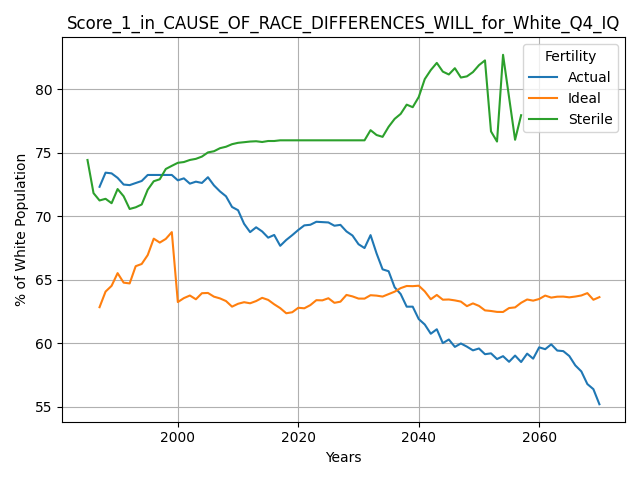 Score_1_in_CAUSE_OF_RACE_DIFFERENCES_WILL_for_White_Q4_IQ
Fertility
Actual
Ideal
Sterile
% of White Population
80
75
70
65
60
55
2000
2020
2040
2060
Years